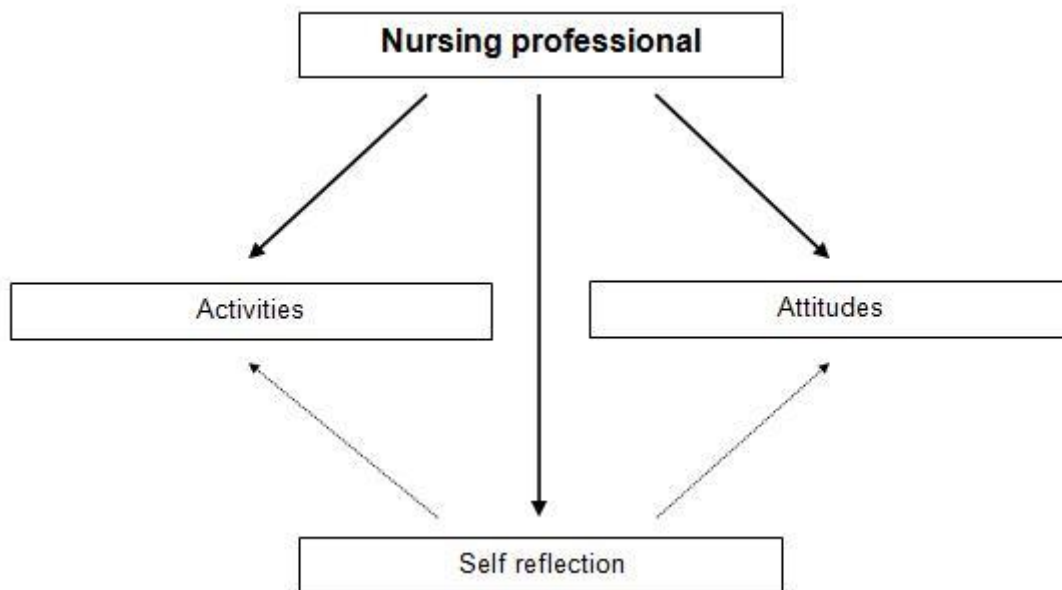 Nursing professional
Activities
Attitudes
Self reflection